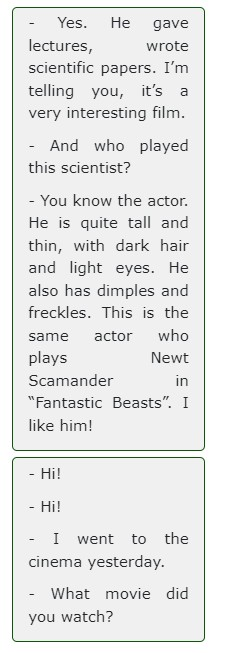 - Yes. He gave
lectures, wrote
scientific papers. I’m
telling you, it’s a
very interesting film.
- And who played
this scientist?
- You know the actor.
He is quite tall and
thin, with dark hair
and light eyes. He
also has dimples and
freckles. This is the
same actor who
plays Newt
Scamander in
“Fantastic Beasts”. I
like him!
- Hi!
- Hi!
- I went to the
cinema yesterday.
- What movie did
you watch?